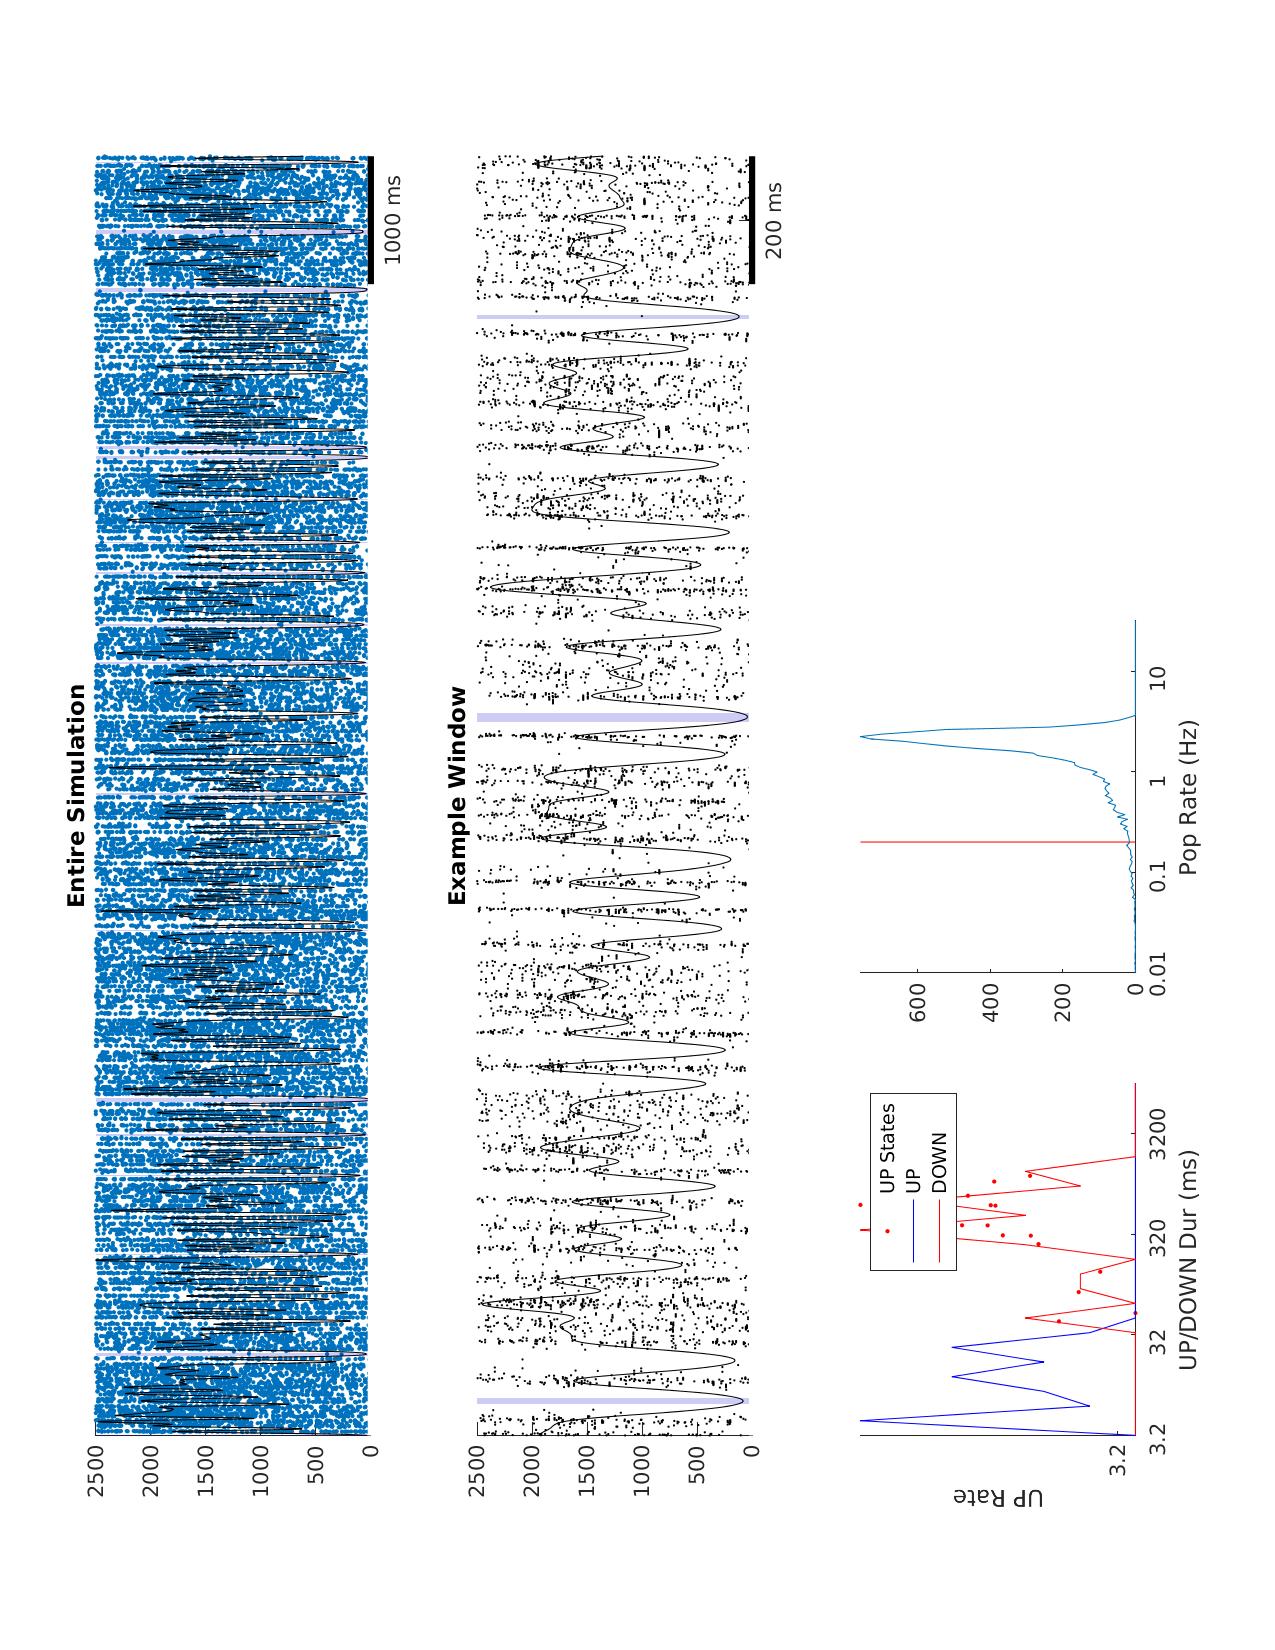 Entire Simulation
2500
2000
1500
1000
500
0
1000 ms
Example Window
2500
2000
1500
1000
500
0
200 ms
UP Rate
3.2
UP States
UP
DOWN
3.2 32 320 3200
UP/DOWN Dur (ms)
600
400
200
0
0.01 0.1 1 10
Pop Rate (Hz)